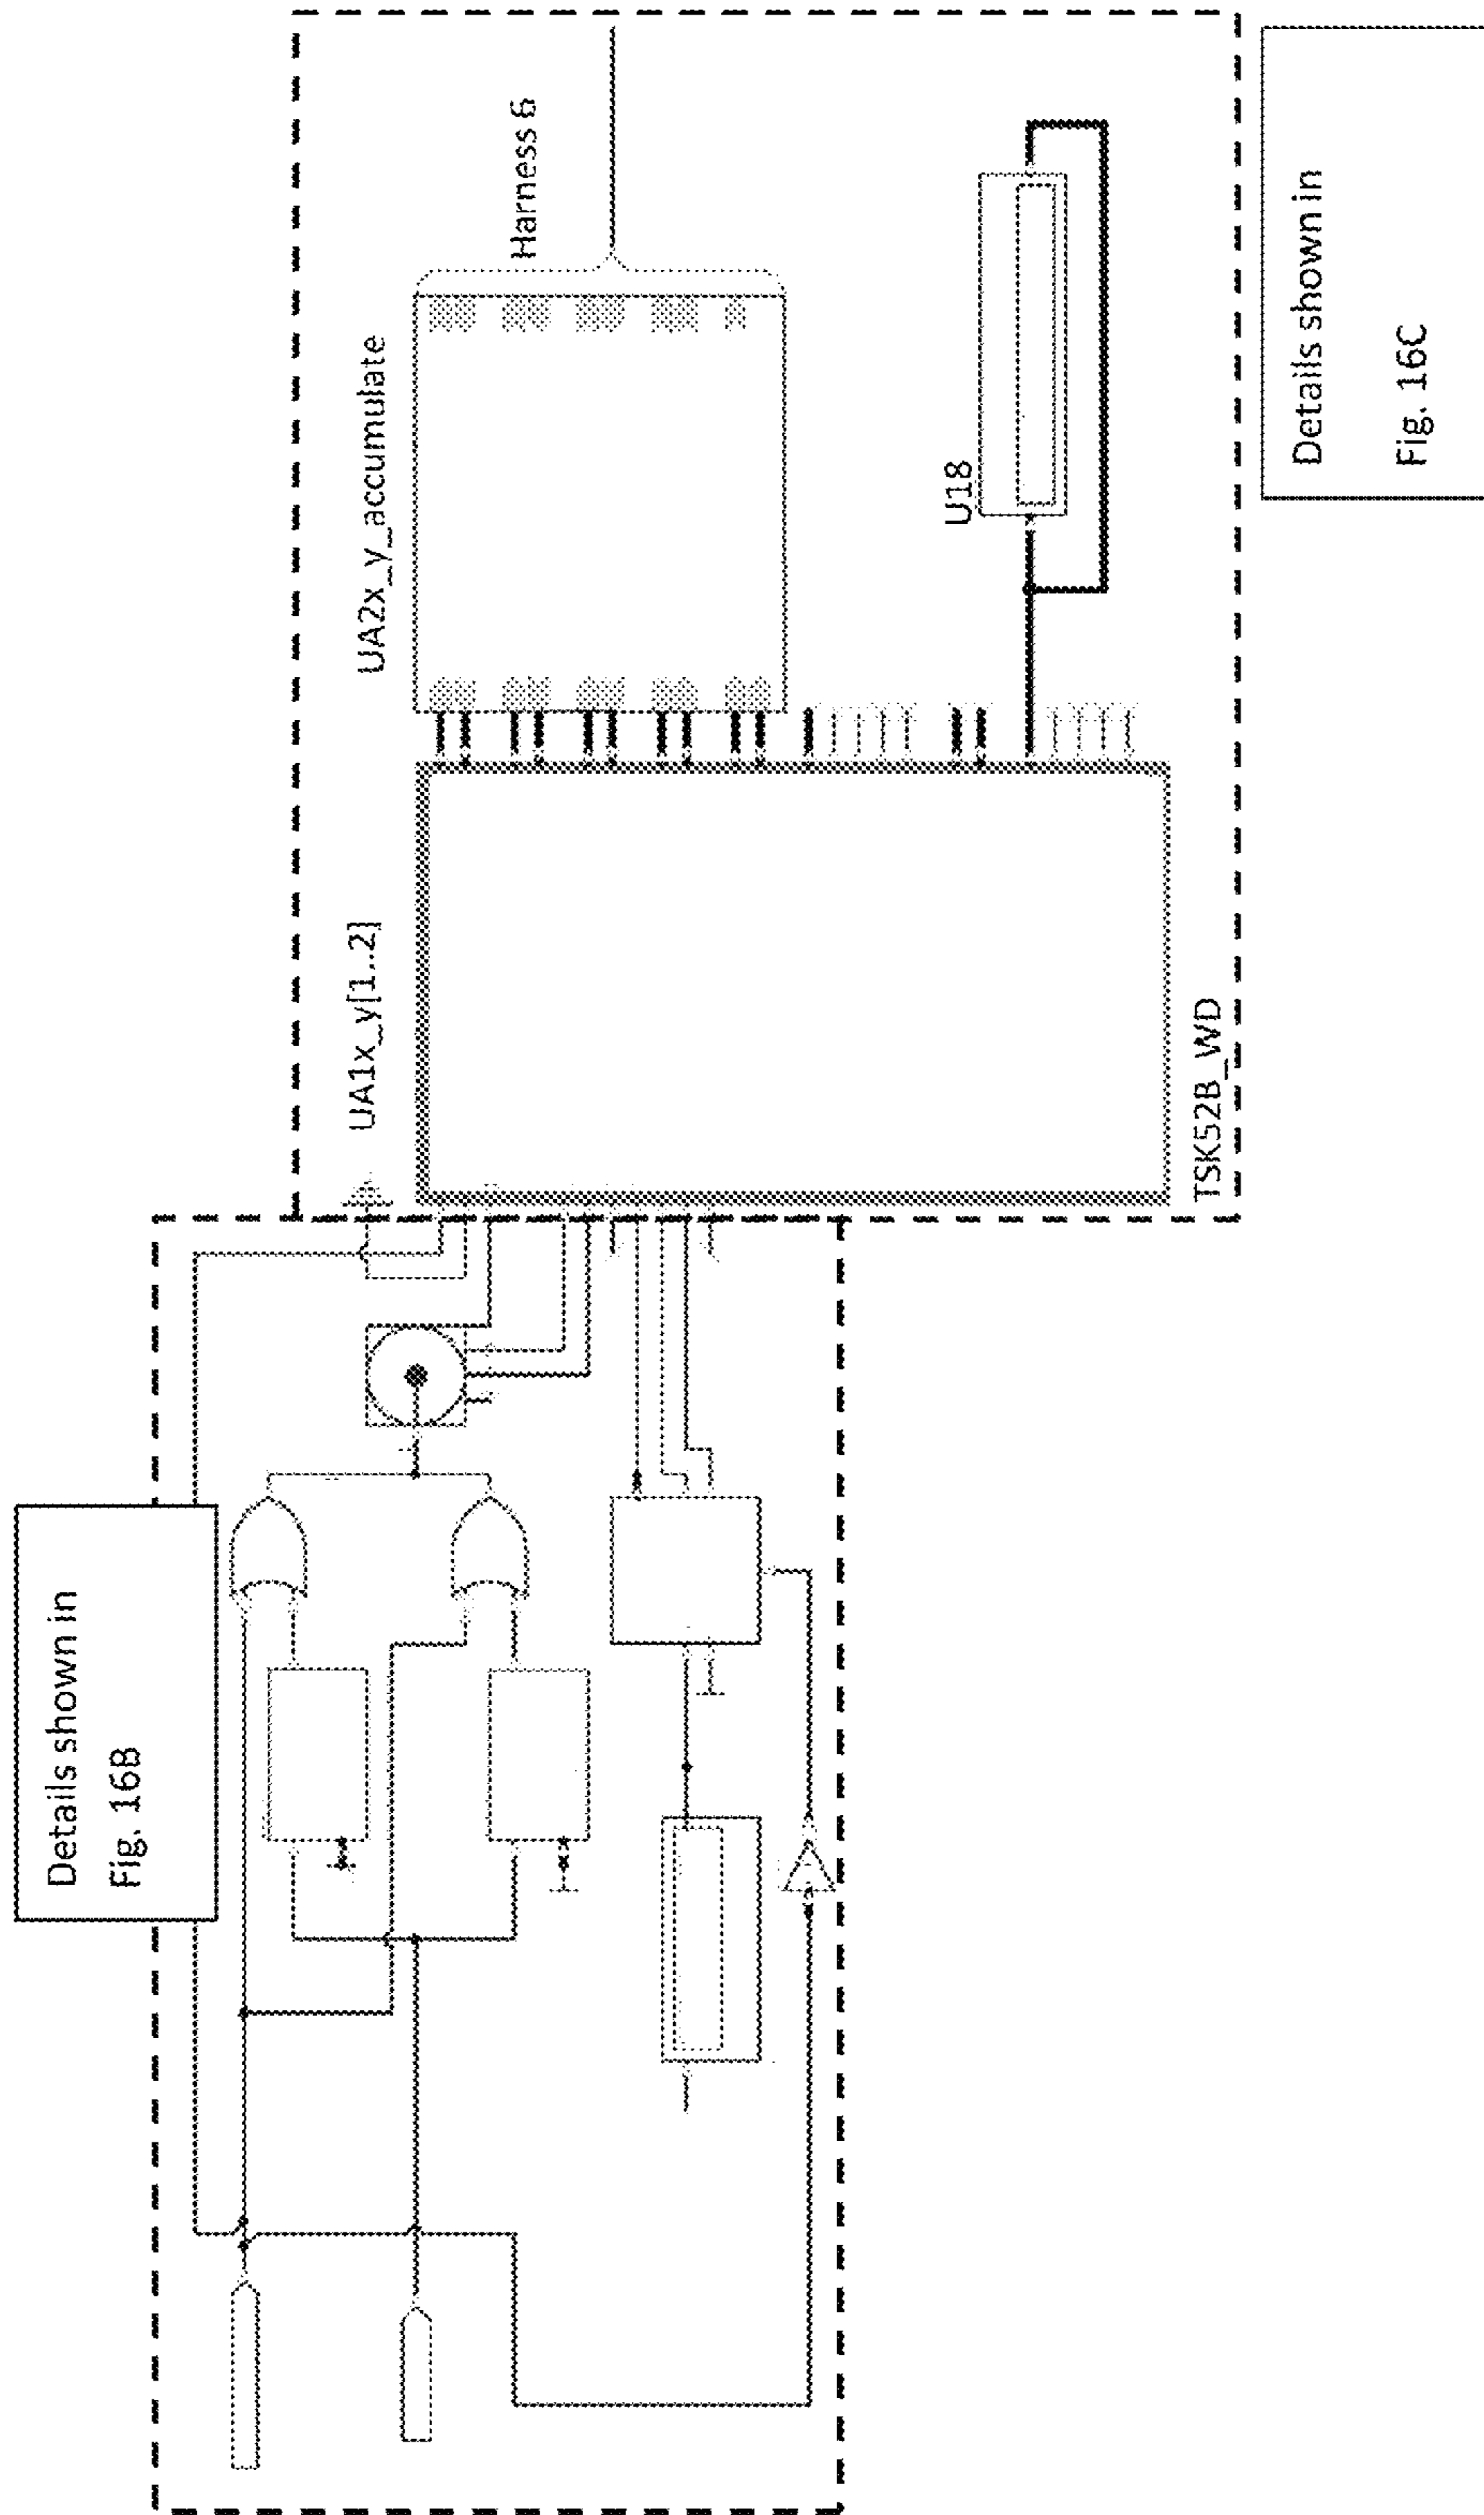 Details shown in
Fig. 16B
UA1x_y[1..2]
UA2x_y_accumulate
Harness 6
U18
TSK52B_WD
Details shown in
Fig. 16C